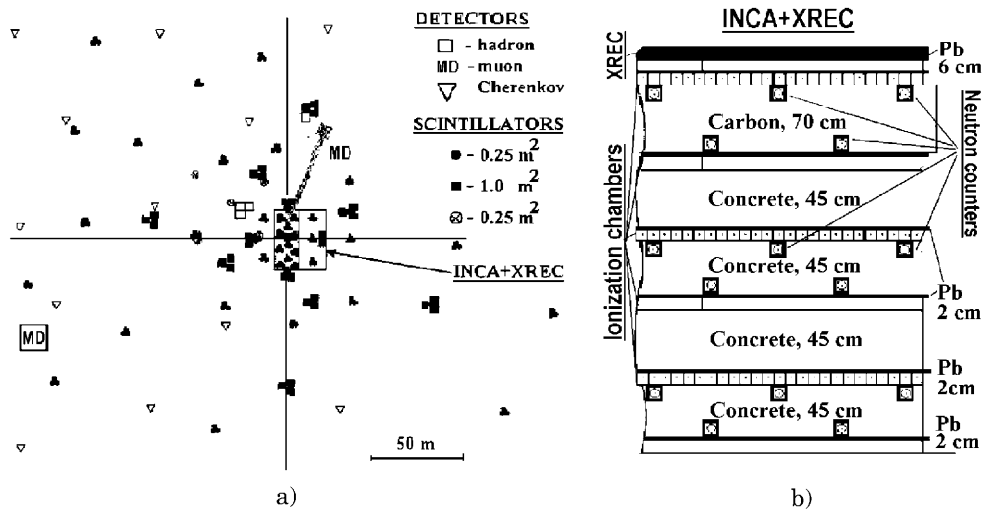 DETECTORS
- hadron
MD - muon
Cherenkov
SCINTILLATORS
- 0.25 m2
- 1.0 m2
- 0.25 m2
MD
INCA+XREC
MD
50 m
a)
INCA+XREC
XREC
Pb
6 cm
Carbon, 70 cm
Neutron counters
Ionization chambers
Concrete, 45 cm
Concrete, 45 cm
Pb
2 cm
Concrete, 45 cm
Pb
2cm
Concrete, 45 cm
Pb
2 cm
b)